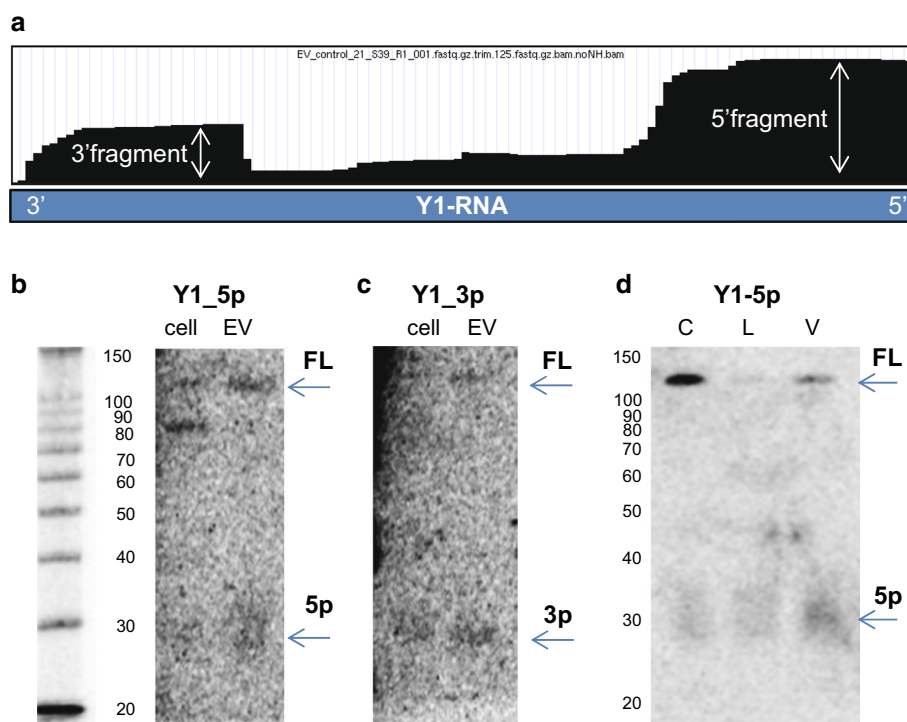 a
EV_control_21_S39_R1_001.fastq.gz.trim.125.fastq.gz.bam.noNH.bam
3’fragment
5’fragment
3’ Y1-RNA 5’
b Y1_5p
cell EV
150
100
90
80
70
60
50
40
30
20
FL
5p
c Y1_3p
cell EV
FL
3p
d Y1-5p
C L V
150
100
90
80
70
60
50
40
30
20
FL
5p